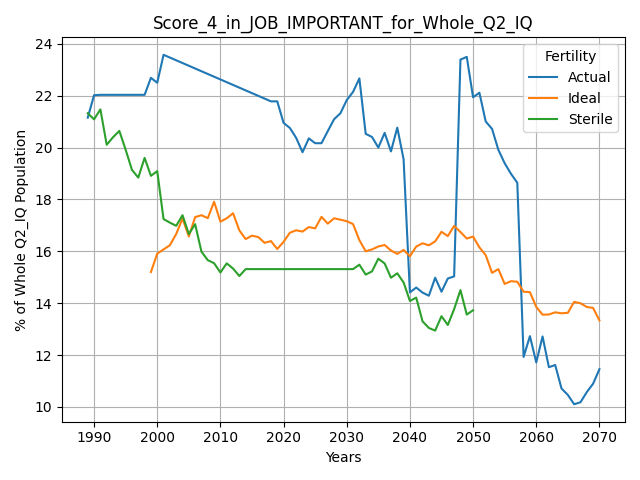 Score_4_in_JOB_IMPORTANT_for_Whole_Q2_IQ
% of Whole Q2_IQ Population
24
22
20
18
16
14
12
10
Fertility
Actual
Ideal
Sterile
1990 2000 2010 2020 2030 2040 2050 2060 2070
Years